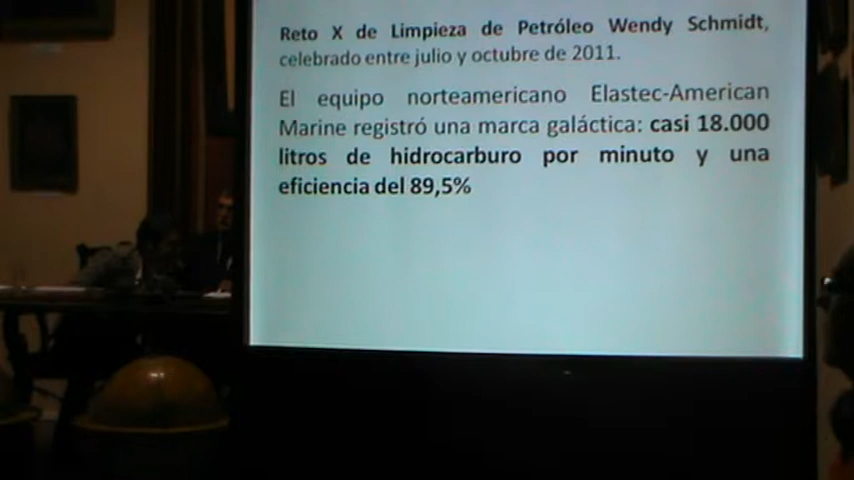 Reto X de Limpieza de Petróleo Wendy Schmidt,
celebrado entre julio y octubre de 2011.
El equipo norteamericano Elastec-American
Marine registró una marca galáctica: casi 18.000
litros de hidrocarburo por minuto y una
eficiencia del 89,5%